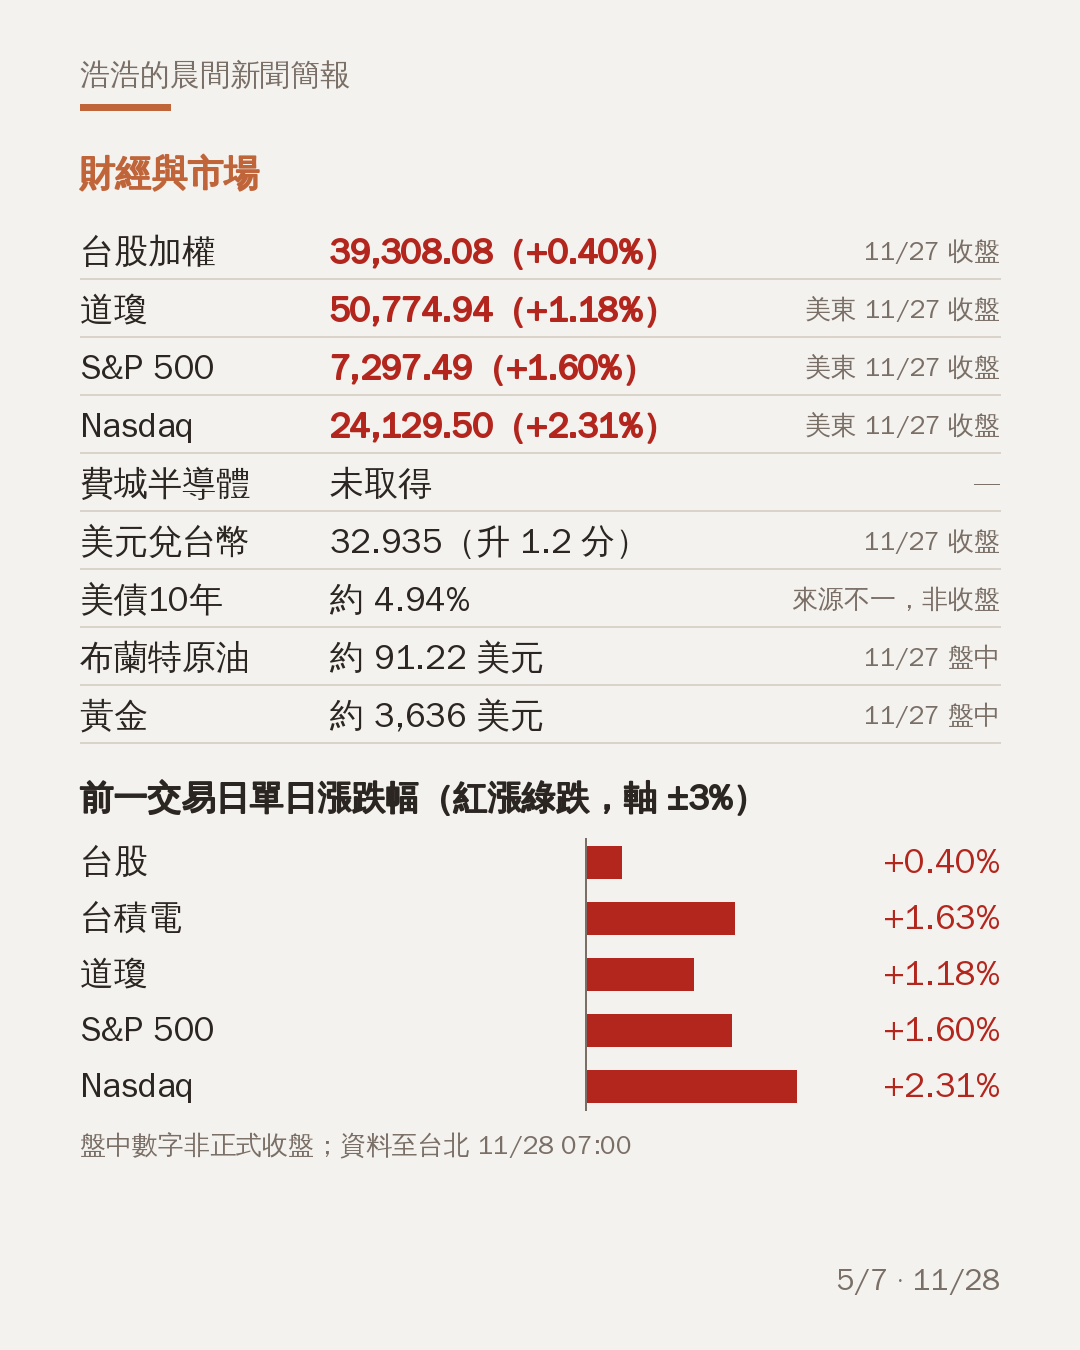 浩浩的晨間新聞簡報
財經與市場
台股加權 39,308.08（+0.40%） 11/27 收盤
道瓊 50,774.94（+1.18%） 美東 11/27 收盤
S&P 500 7,297.49（+1.60%） 美東 11/27 收盤
Nasdaq 24,129.50（+2.31%） 美東 11/27 收盤
費城半導體 未取得 —
美元兌台幣 32.935（升 1.2 分） 11/27 收盤
美債10年 約 4.94% 來源不一，非收盤
布蘭特原油 約 91.22 美元 11/27 盤中
黃金 約 3,636 美元 11/27 盤中
前一交易日單日漲跌幅（紅漲綠跌，軸 ±3%）
台股 +0.40%
台積電 +1.63%
道瓊 +1.18%
S&P 500 +1.60%
Nasdaq +2.31%
盤中數字非正式收盤；資料至台北 11/28 07:00
5/7 · 11/28